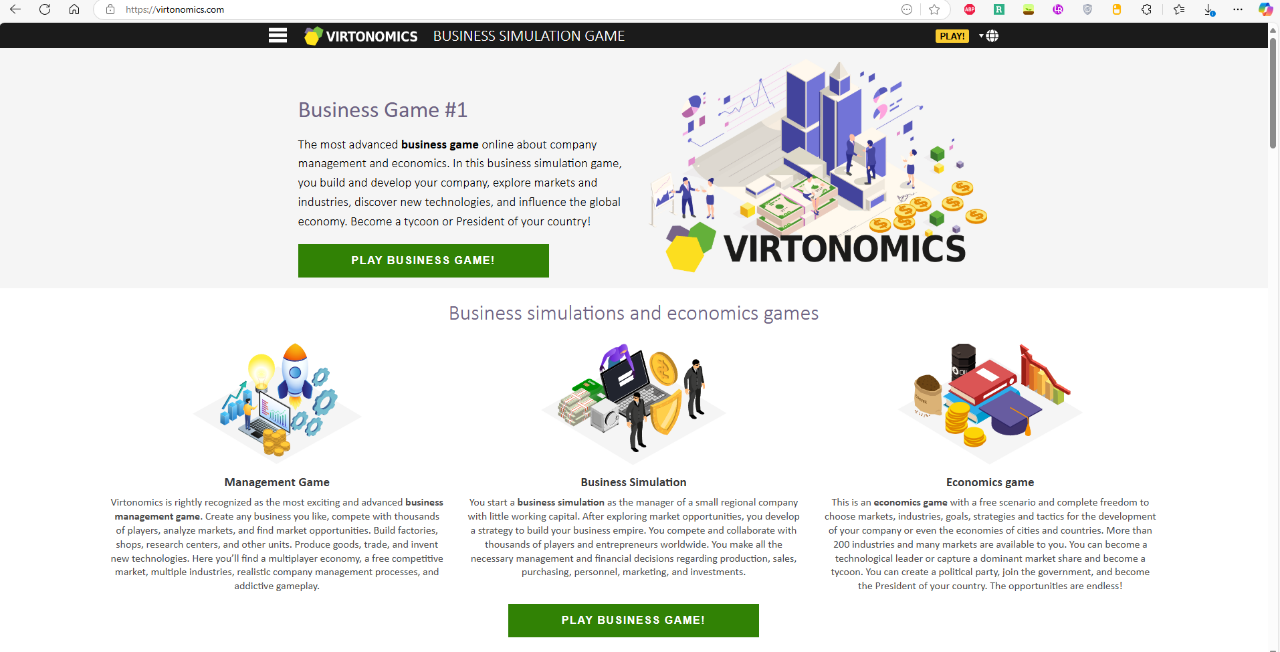 https://virtonomics.com
VIRTONOMICS
BUSINESS SIMULATION GAME
PLAY!
Business Game #1
The most advanced business game online about company
management and economics. In this business simulation game,
you build and develop your company, explore markets and
industries, discover new technologies, and influence the global
economy. Become a tycoon or President of your country!
PLAY BUSINESS GAME!
VIRTONOMICS
Business simulations and economics games
Management Game
Virtonomics is rightly recognized as the most exciting and advanced business
management game. Create any business you like, compete with thousands
of players, analyze markets, and find market opportunities. Build factories,
shops, research centers, and other units. Produce goods, trade, and invent
new technologies. Here you'll find a multiplayer economy, a free competitive
market, multiple industries, realistic company management processes, and
addictive gameplay.
Business Simulation
You start a business simulation as the manager of a small regional company
with little working capital. After exploring market opportunities, you develop
a strategy to build your business empire. You compete and collaborate with
thousands of players and entrepreneurs worldwide. You make all the
necessary management and financial decisions regarding production, sales,
purchasing, personnel, marketing, and investments.
Economics game
This is an economics game with a free scenario and complete freedom to
choose markets, industries, goals, strategies and tactics for the development
of your company or even the economies of cities and countries. More than
200 industries and many markets are available to you. You can become a
technological leader or capture a dominant market share and become a
tycoon. You can create a political party, join the government, and become
the President of your country. The opportunities are endless!
PLAY BUSINESS GAME!